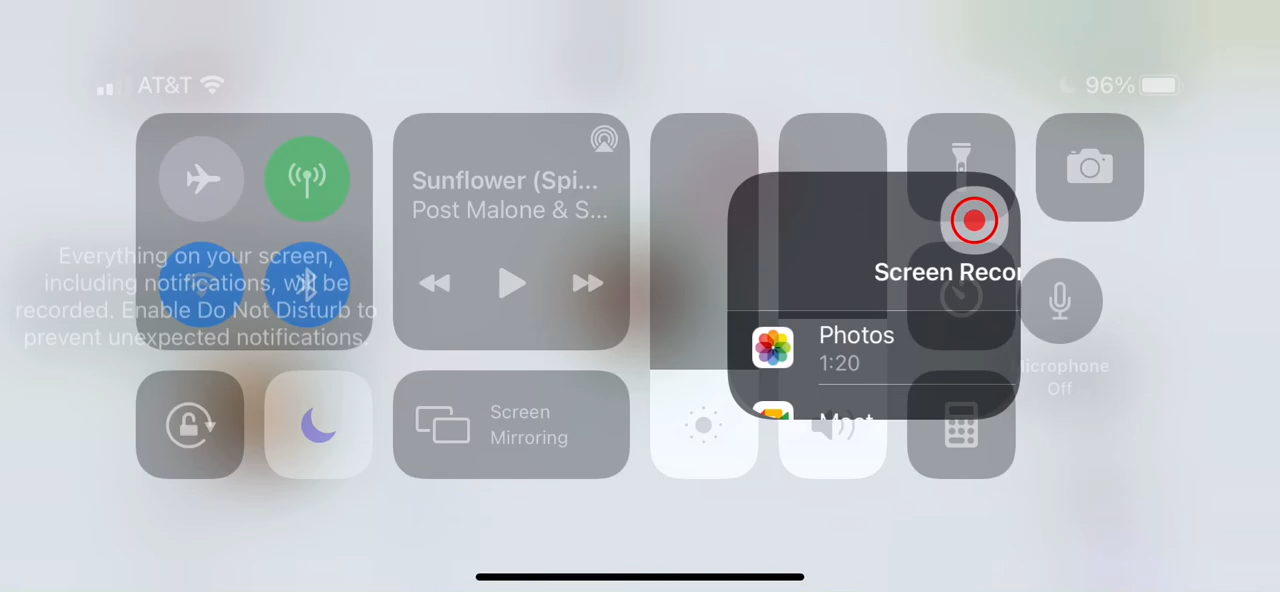 AT&T
96%
Sunflower (Spi...
Post Malone & S...
Everything on your screen,
including notifications, will be
recorded. Enable Do Not Disturb to
prevent unexpected notifications.
Screen
Mirroring
Screen Recor
Photos
1:20
Meet
Microphone
Off